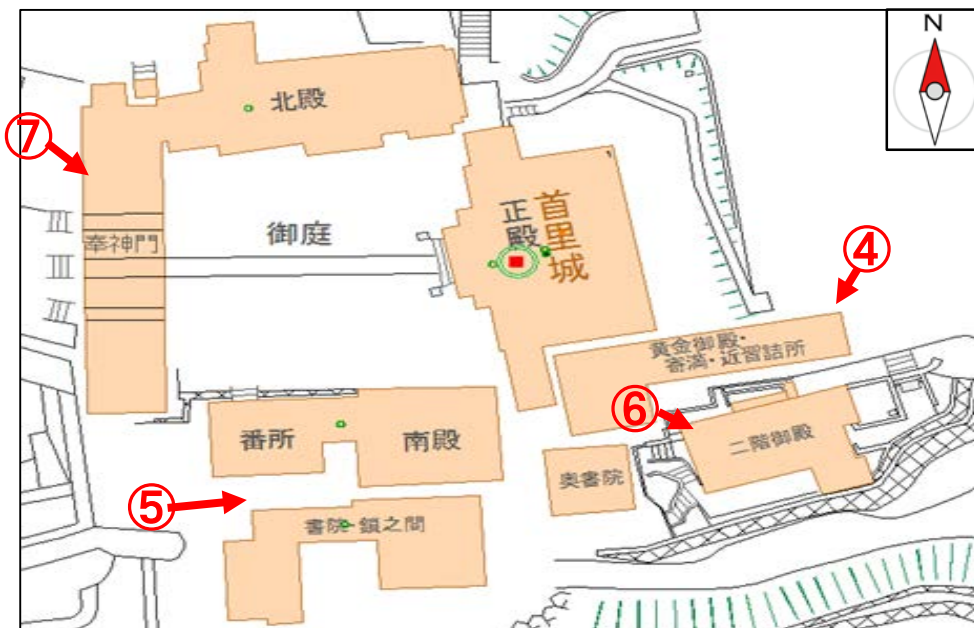 N
北殿
⑦
首里城
正殿
御庭
奉神門
④
黄金御殿・
寄満・近習詰所
⑥
二階御殿
番所
南殿
奥書院
⑤
書院・鎖之間